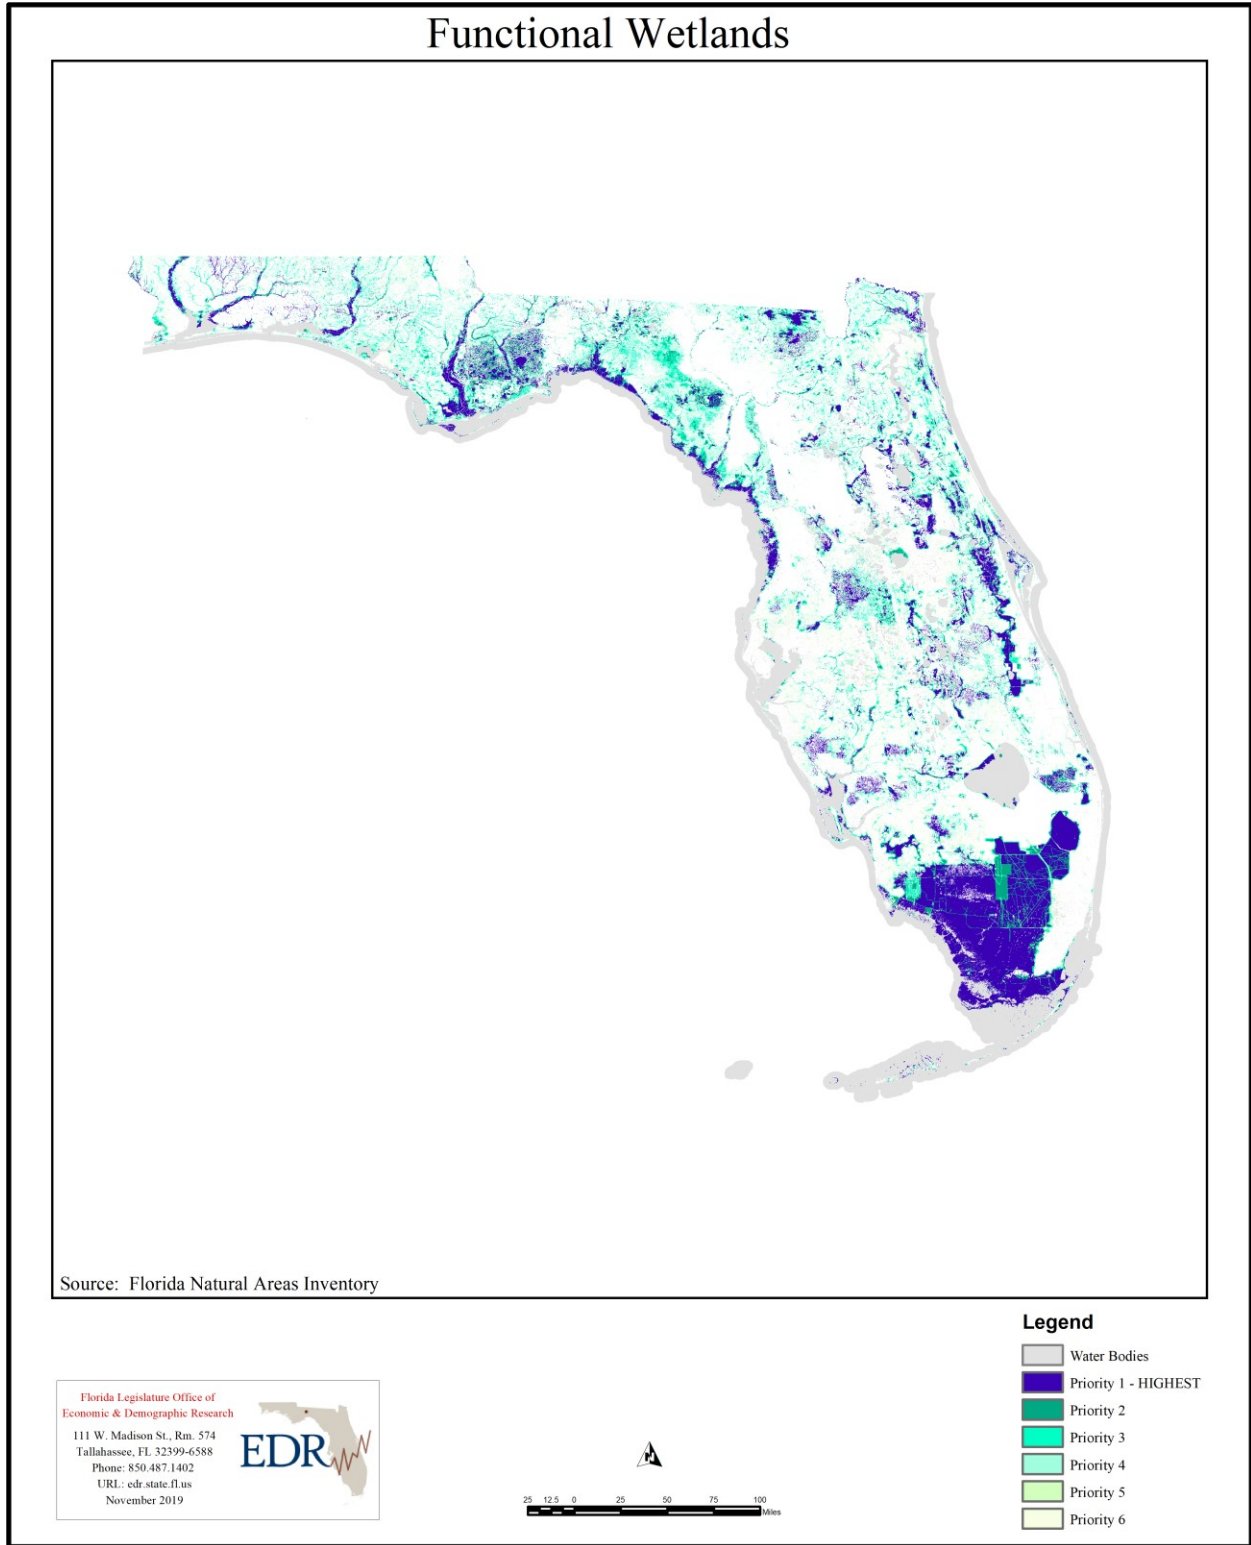 Functional Wetlands
Source: Florida Natural Areas Inventory
Legend
Water Bodies
Priority 1 - HIGHEST
Priority 2
Priority 3
Priority 4
Priority 5
Priority 6
Florida Legislature Office of
Economic & Demographic Research
111 W. Madison St., Rm. 574
Tallahassee, FL 32399-6588
Phone: 850.487.1402
URL: edr.state.fl.us
November 2019
EDR
N
25 12.5 0 25 50 75 100
Miles